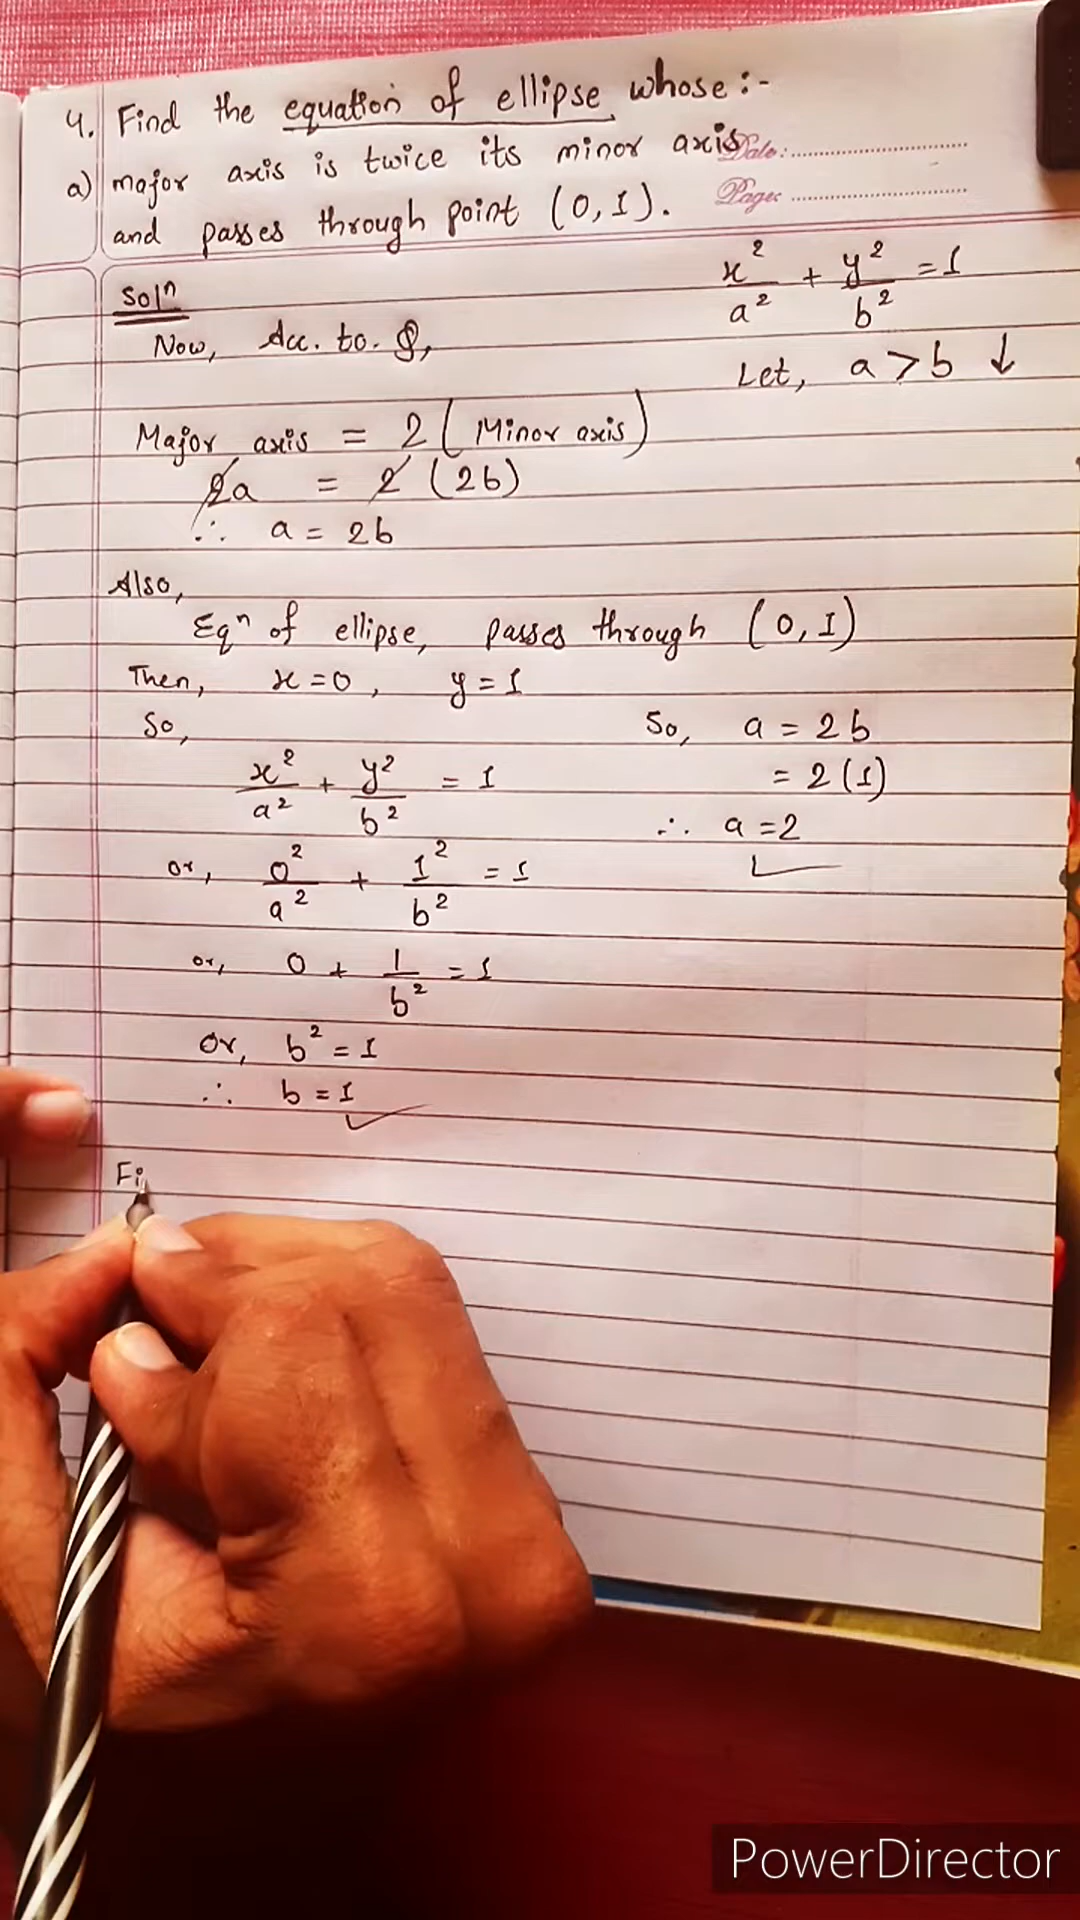 4. Find the equation of ellipse whose :-
a) major axis is twice its minor axis
Date:
and passes through point (0,1).
Page:
Solⁿ
x²/a² + y²/b² = 1
Now, Acc. to. Q,
Let, a > b ↓
Major axis = 2 (Minor axis)
2a = 2 (2b)
∴ a = 2b
Also,
Eqⁿ of ellipse, passes through (0,1)
Then, x = 0, y = 1
So,
x²/a² + y²/b² = 1
or, 0²/a² + 1²/b² = 1
or, 0 + 1/b² = 1
Or, b² = 1
∴ b = 1
So, a = 2b
= 2(1)
∴ a = 2
Fi
PowerDirector